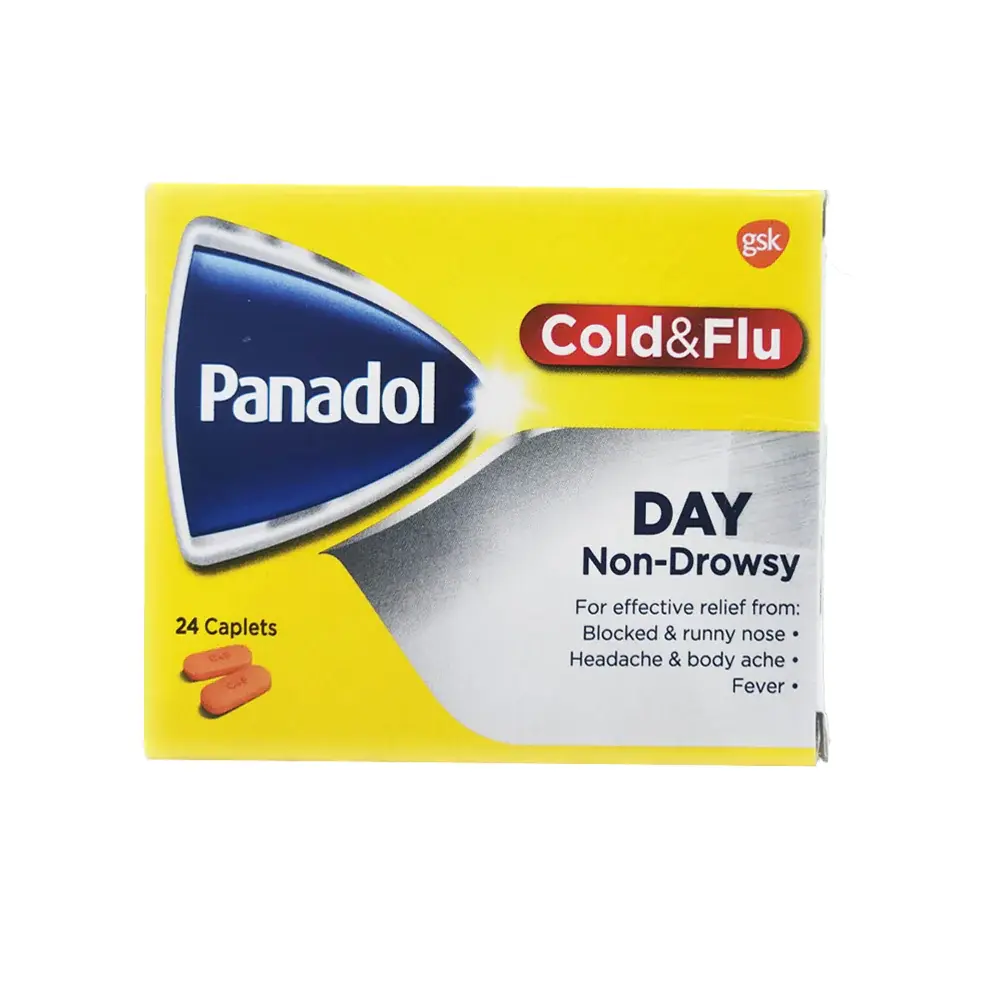 gsk
Cold&Flu
Panadol
DAY
Non-Drowsy
For effective relief from:
Blocked & runny nose •
Headache & body ache •
Fever •
24 Caplets
C&F
C&F